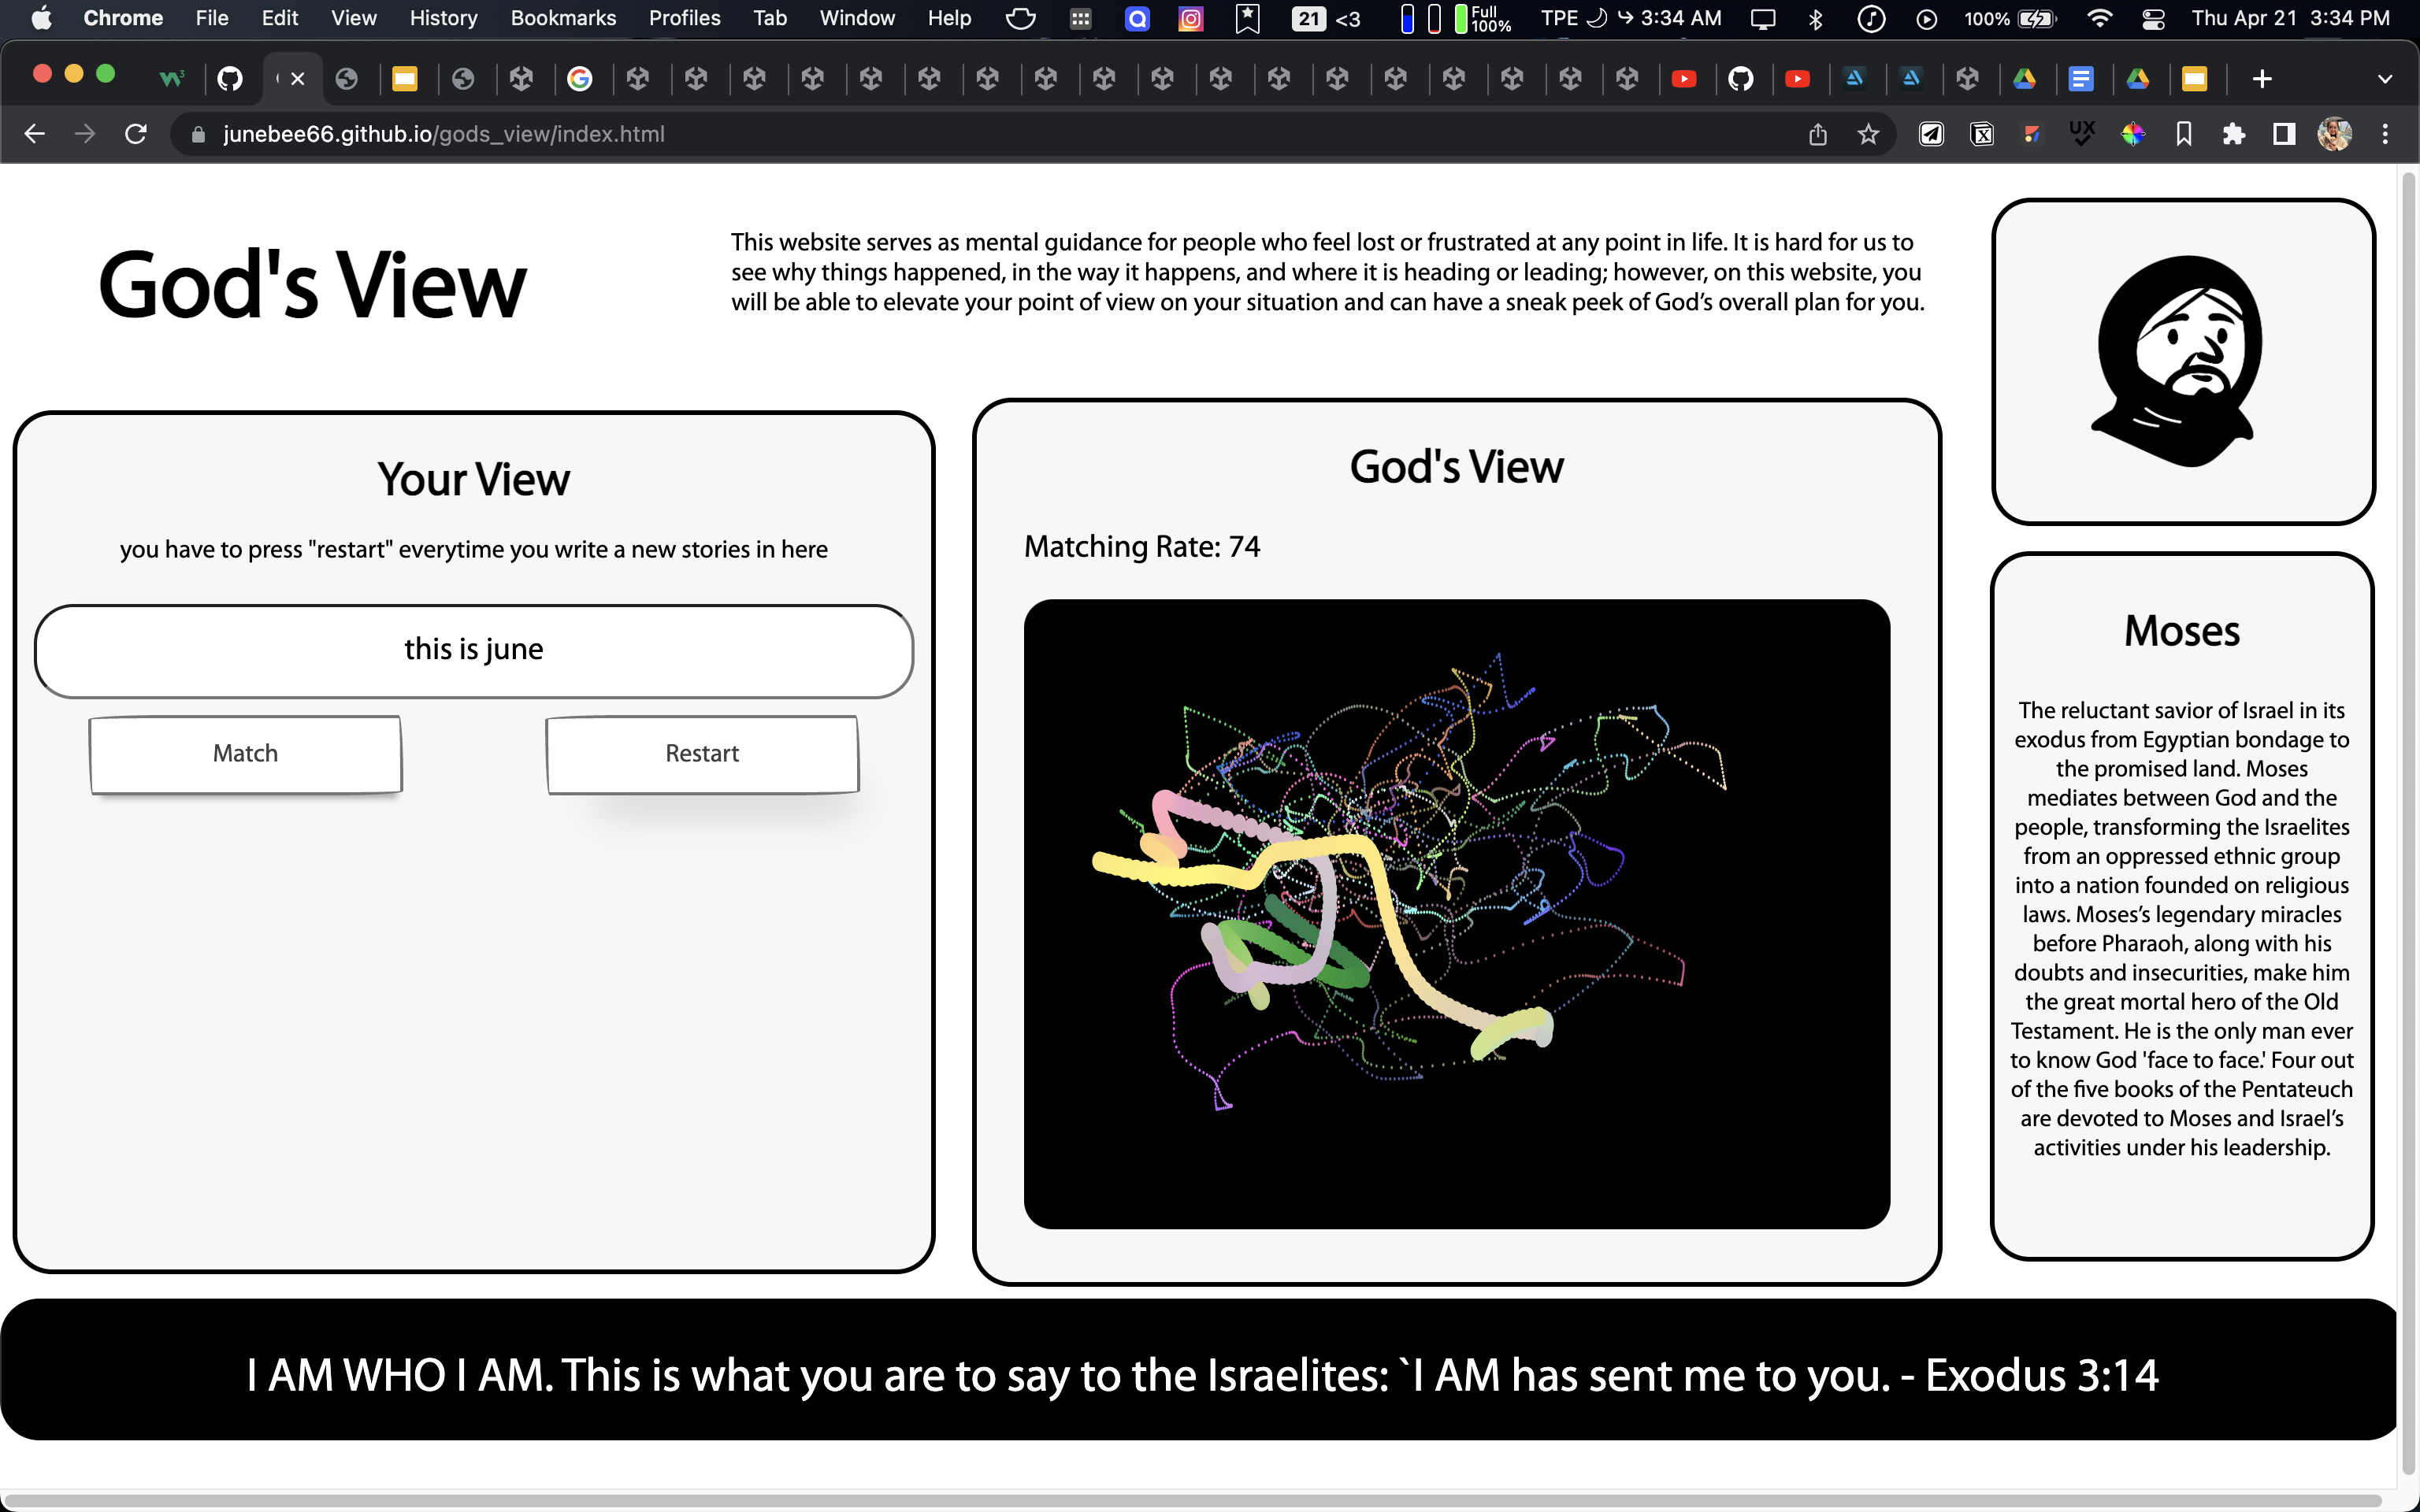 Chrome File Edit View History Bookmarks Profiles Tab Window Help 21 <3 Full 100% TPE 3:34 AM 100% Thu Apr 21 3:34 PM
junebee66.github.io/gods_view/index.html
UX
God's View
This website serves as mental guidance for people who feel lost or frustrated at any point in life. It is hard for us to
see why things happened, in the way it happens, and where it is heading or leading; however, on this website, you
will be able to elevate your point of view on your situation and can have a sneak peek of God’s overall plan for you.
Your View
you have to press "restart" everytime you write a new stories in here
this is june
Match
Restart
God's View
Matching Rate: 74
Moses
The reluctant savior of Israel in its
exodus from Egyptian bondage to
the promised land. Moses
mediates between God and the
people, transforming the Israelites
from an oppressed ethnic group
into a nation founded on religious
laws. Moses’s legendary miracles
before Pharaoh, along with his
doubts and insecurities, make him
the great mortal hero of the Old
Testament. He is the only man ever
to know God 'face to face.' Four out
of the five books of the Pentateuch
are devoted to Moses and Israel’s
activities under his leadership.
I AM WHO I AM. This is what you are to say to the Israelites: `I AM has sent me to you. - Exodus 3:14